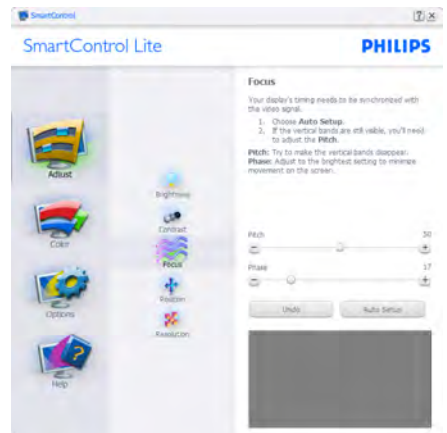 SmartControl
SmartControl Lite
PHILIPS
Adjust
Color
Options
Help
Brightness
Contrast
Focus
Position
Resolution
Focus
Your display's timing needs to be synchronized with
the video signal.
1. Choose Auto Setup.
2. If the vertical bands are still visible, you'll need
to adjust the Pitch.
Pitch: Try to make the vertical bands disappear.
Phase: Adjust to the brightest setting to minimize
movement on the screen.
Pitch 50
Phase 17
Undo Auto Setup